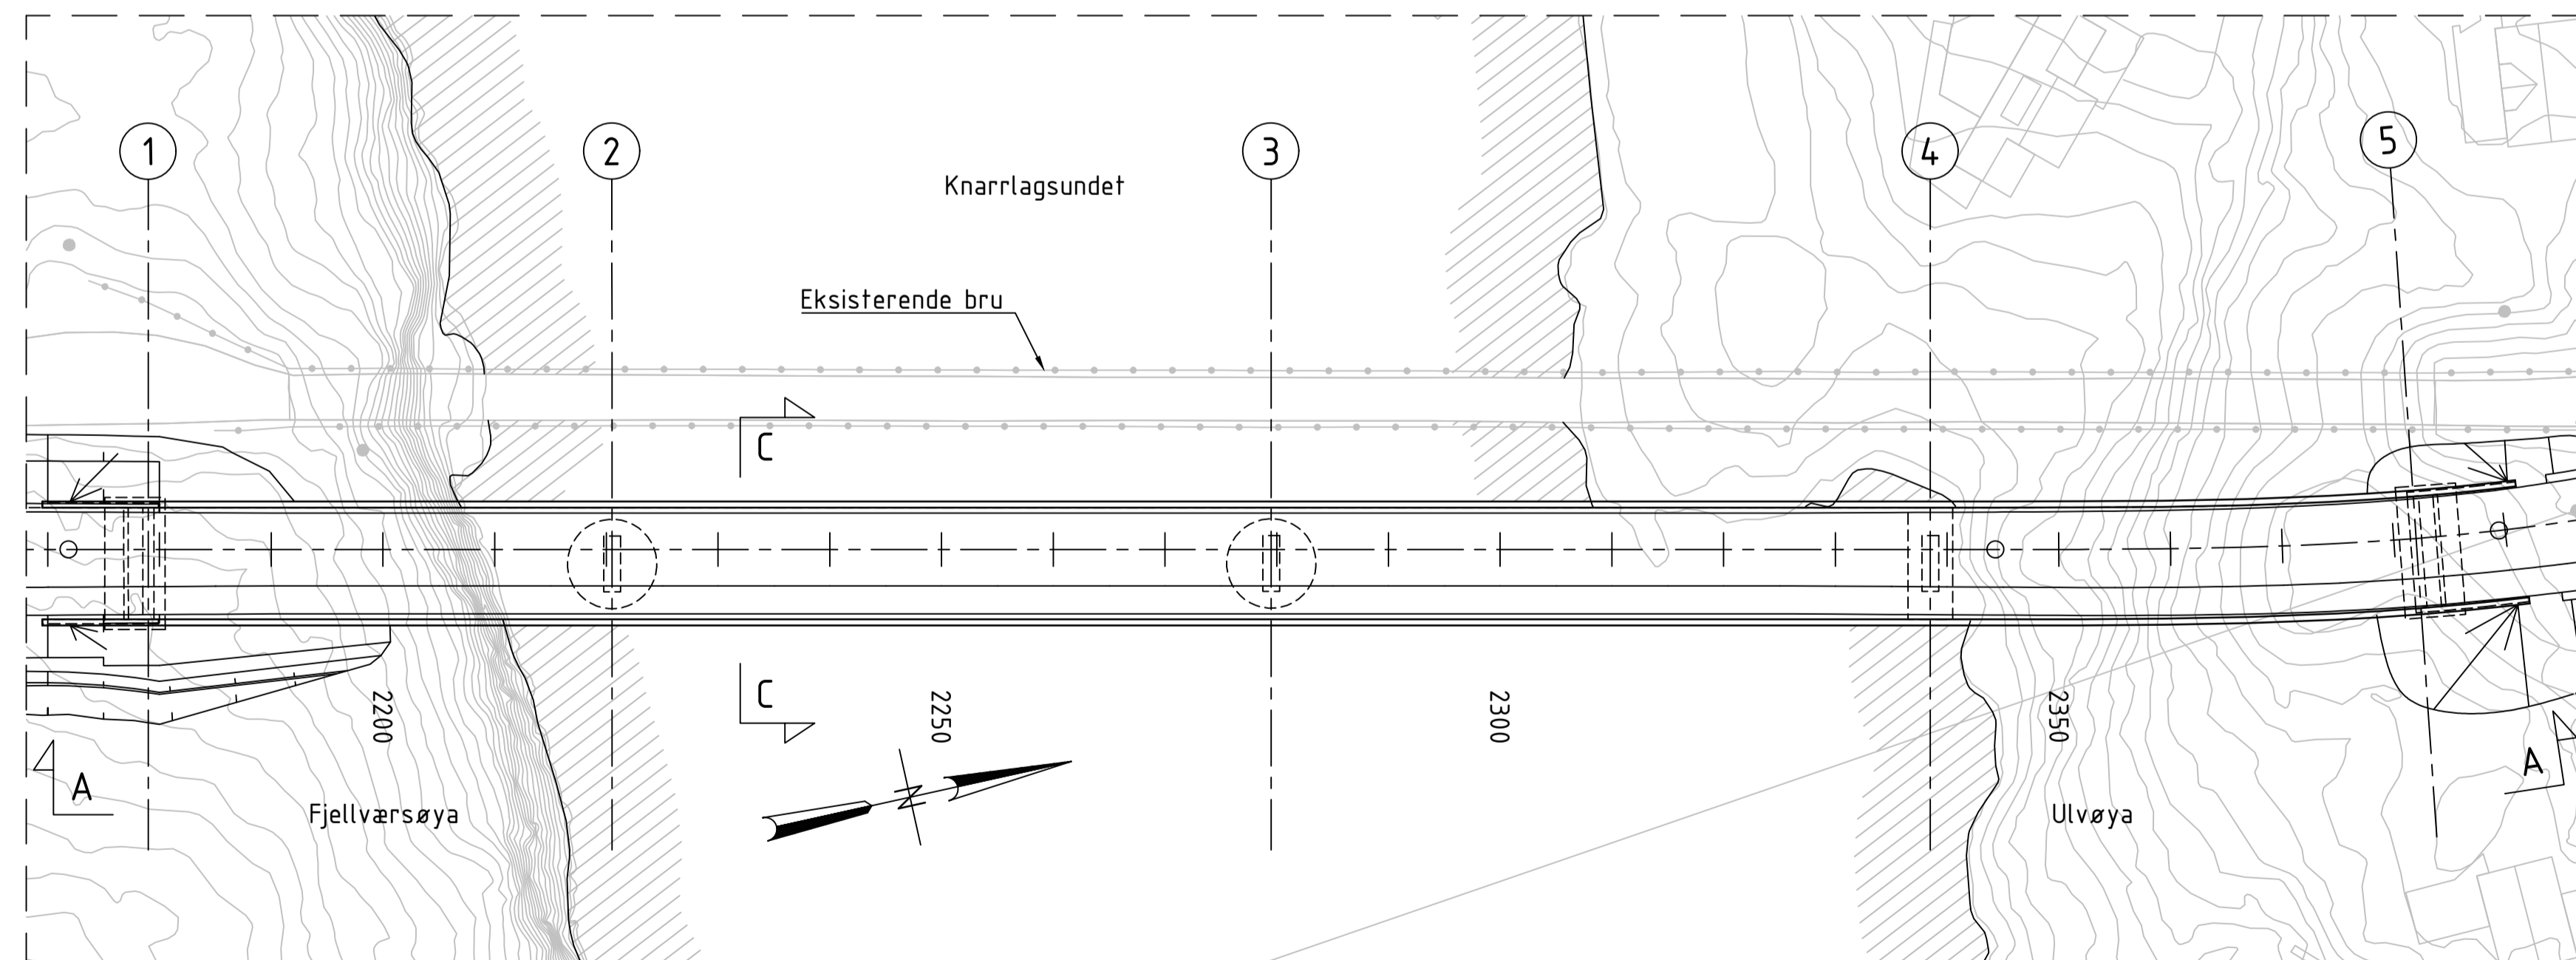 1
2
3
4
5
Knarrlagsundet
Eksisterende bru
C
C
2200
2250
2300
2350
A
A
N
Fjellværsøya
Ulvøya